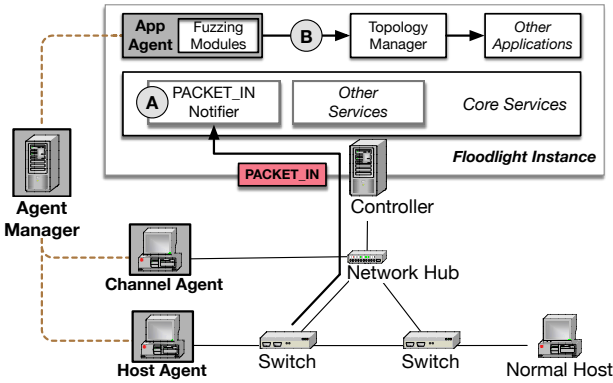 App
Agent
Fuzzing
Modules
B
Topology
Manager
Other
Applications
A
PACKET_IN
Notifier
Other
Services
Core Services
Floodlight Instance
PACKET_IN
Controller
Agent
Manager
Channel Agent
Network Hub
Host Agent
Switch
Switch
Normal Host